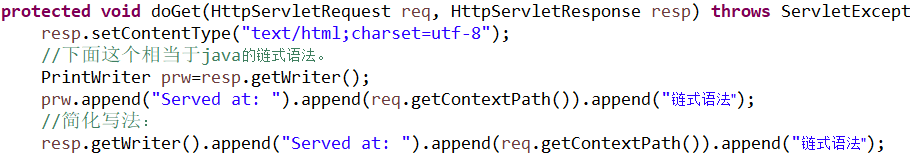 protected void doGet(HttpServletRequest req, HttpServletResponse resp) throws ServletExcept
resp.setContentType("text/html;charset=utf-8");
//下面这个相当于java的链式语法。
PrintWriter prw=resp.getWriter();
prw.append("Served at: ").append(req.getContextPath()).append("链式语法");
//简化写法：
resp.getWriter().append("Served at: ").append(req.getContextPath()).append("链式语法");